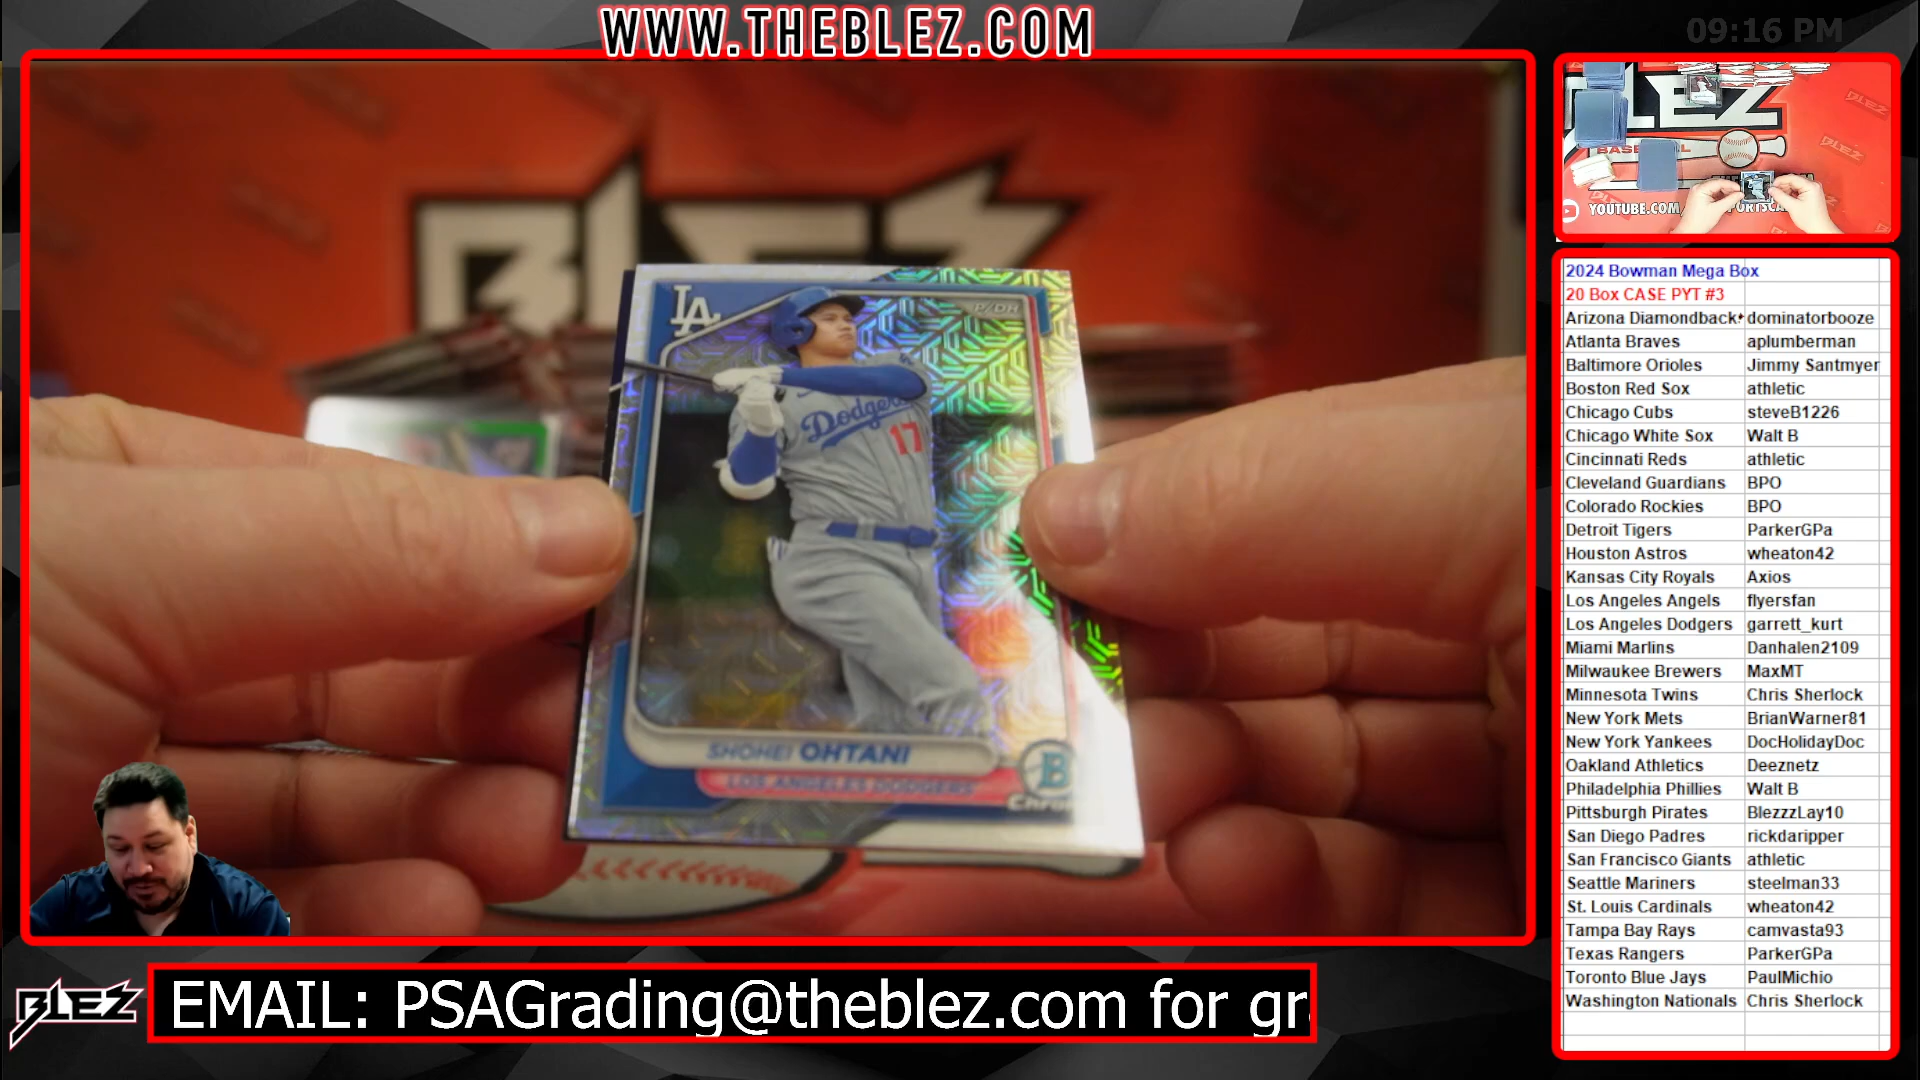 WWW.THEBLEZ.COM
09:16 PM
BLEZ
LA
P/DH
Dodgers
17
SHOHEI OHTANI
LOS ANGELES DODGERS
B
BLEZ
YOUTUBE.COM
2024 Bowman Mega Box
20 Box CASE PYT #3
Arizona Diamondback dominatorbooze
Atlanta Braves aplumberman
Baltimore Orioles Jimmy Santmyer
Boston Red Sox athletic
Chicago Cubs steveB1226
Chicago White Sox Walt B
Cincinnati Reds athletic
Cleveland Guardians BPO
Colorado Rockies BPO
Detroit Tigers ParkerGPa
Houston Astros wheaton42
Kansas City Royals Axios
Los Angeles Angels flyersfan
Los Angeles Dodgers garrett_kurt
Miami Marlins Danhalen2109
Milwaukee Brewers MaxMT
Minnesota Twins Chris Sherlock
New York Mets BrianWarner81
New York Yankees DocHolidayDoc
Oakland Athletics Deeznetz
Philadelphia Phillies Walt B
Pittsburgh Pirates BlezzzLay10
San Diego Padres rickdaripper
San Francisco Giants athletic
Seattle Mariners steelman33
St. Louis Cardinals wheaton42
Tampa Bay Rays camvasta93
Texas Rangers ParkerGPa
Toronto Blue Jays PaulMichio
Washington Nationals Chris Sherlock
BLEZ
EMAIL: PSAGrading@theblez.com for gr